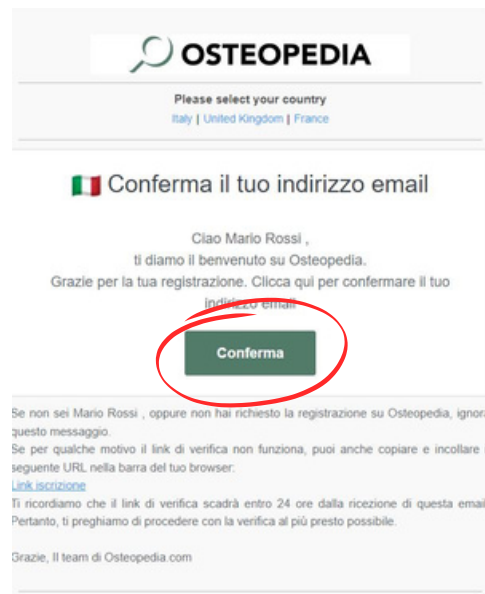 OSTEOPEDIA
Please select your country
Italy | United Kingdom | France
Conferma il tuo indirizzo email
Ciao Mario Rossi ,
ti diamo il benvenuto su Osteopedia.
Grazie per la tua registrazione. Clicca qui per confermare il tuo
indirizzo email
Conferma
Se non sei Mario Rossi , oppure non hai richiesto la registrazione su Osteopedia, ignora
questo messaggio.
Se per qualche motivo il link di verifica non funziona, puoi anche copiare e incollare
seguente URL nella barra del tuo browser:
Link iscrizione
Ti ricordiamo che il link di verifica scadrà entro 24 ore dalla ricezione di questa email
Pertanto, ti preghiamo di procedere con la verifica al più presto possibile.
Grazie, Il team di Osteopedia.com